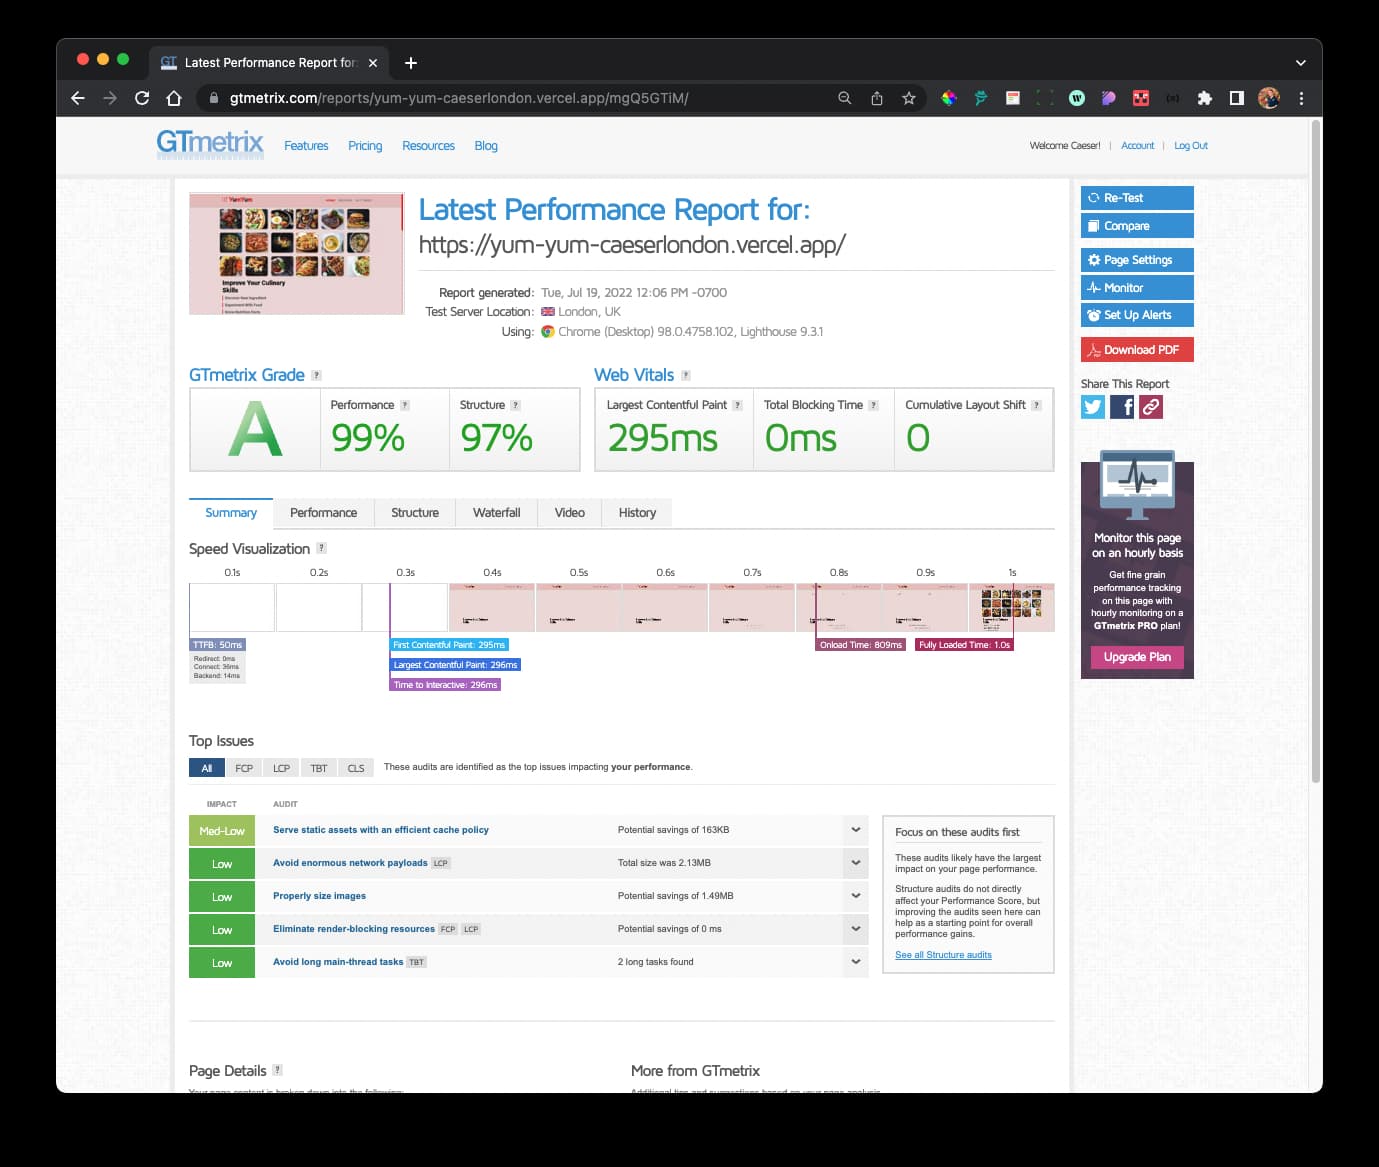 GT Latest Performance Report for:
gtmetrix.com/reports/yum-yum-caeserlondon.vercel.app/mgQ5GTiM/
GTmetrix Features Pricing Resources Blog Welcome Caeser! | Account | Log Out
YumYum
Improve Your Culinary
Skills
Discover New Ingredient
Experiment With Food
Latest Performance Report for:
https://yum-yum-caeserlondon.vercel.app/
Report generated: Tue, Jul 19, 2022 12:06 PM -0700
Test Server Location: London, UK
Using: Chrome (Desktop) 98.0.4758.102, Lighthouse 9.3.1
Re-Test
Compare
Page Settings
Monitor
Set Up Alerts
Download PDF
Share This Report
GTmetrix Grade ? Web Vitals ?
A
Performance ? Structure ? Largest Contentful Paint ? Total Blocking Time ? Cumulative Layout Shift ?
99% 97% 295ms 0ms 0
Summary Performance Structure Waterfall Video History
Speed Visualization ?
0.1s 0.2s 0.3s 0.4s 0.5s 0.6s 0.7s 0.8s 0.9s 1s
TTFB: 50ms
Redirect: 0ms
Connect: 36ms
Backend: 14ms
First Contentful Paint: 295ms
Largest Contentful Paint: 296ms
Time to Interactive: 296ms
Onload Time: 809ms
Fully Loaded Time: 1.0s
Monitor this page
on an hourly basis
Get fine grain
performance tracking
on this page with
hourly monitoring on a
GTmetrix PRO plan!
Upgrade Plan
Top Issues
All FCP LCP TBT CLS These audits are identified as the top issues impacting your performance.
IMPACT AUDIT
Med-Low Serve static assets with an efficient cache policy Potential savings of 163KB
Low Avoid enormous network payloads LCP Total size was 2.13MB
Low Properly size images Potential savings of 1.49MB
Low Eliminate render-blocking resources FCP LCP Potential savings of 0 ms
Low Avoid long main-thread tasks TBT 2 long tasks found
Focus on these audits first
These audits likely have the largest
impact on your page performance.
Structure audits do not directly
affect your Performance Score, but
improving the audits seen here can
help as a starting point for overall
performance gains.
See all Structure audits
Page Details ? More from GTmetrix